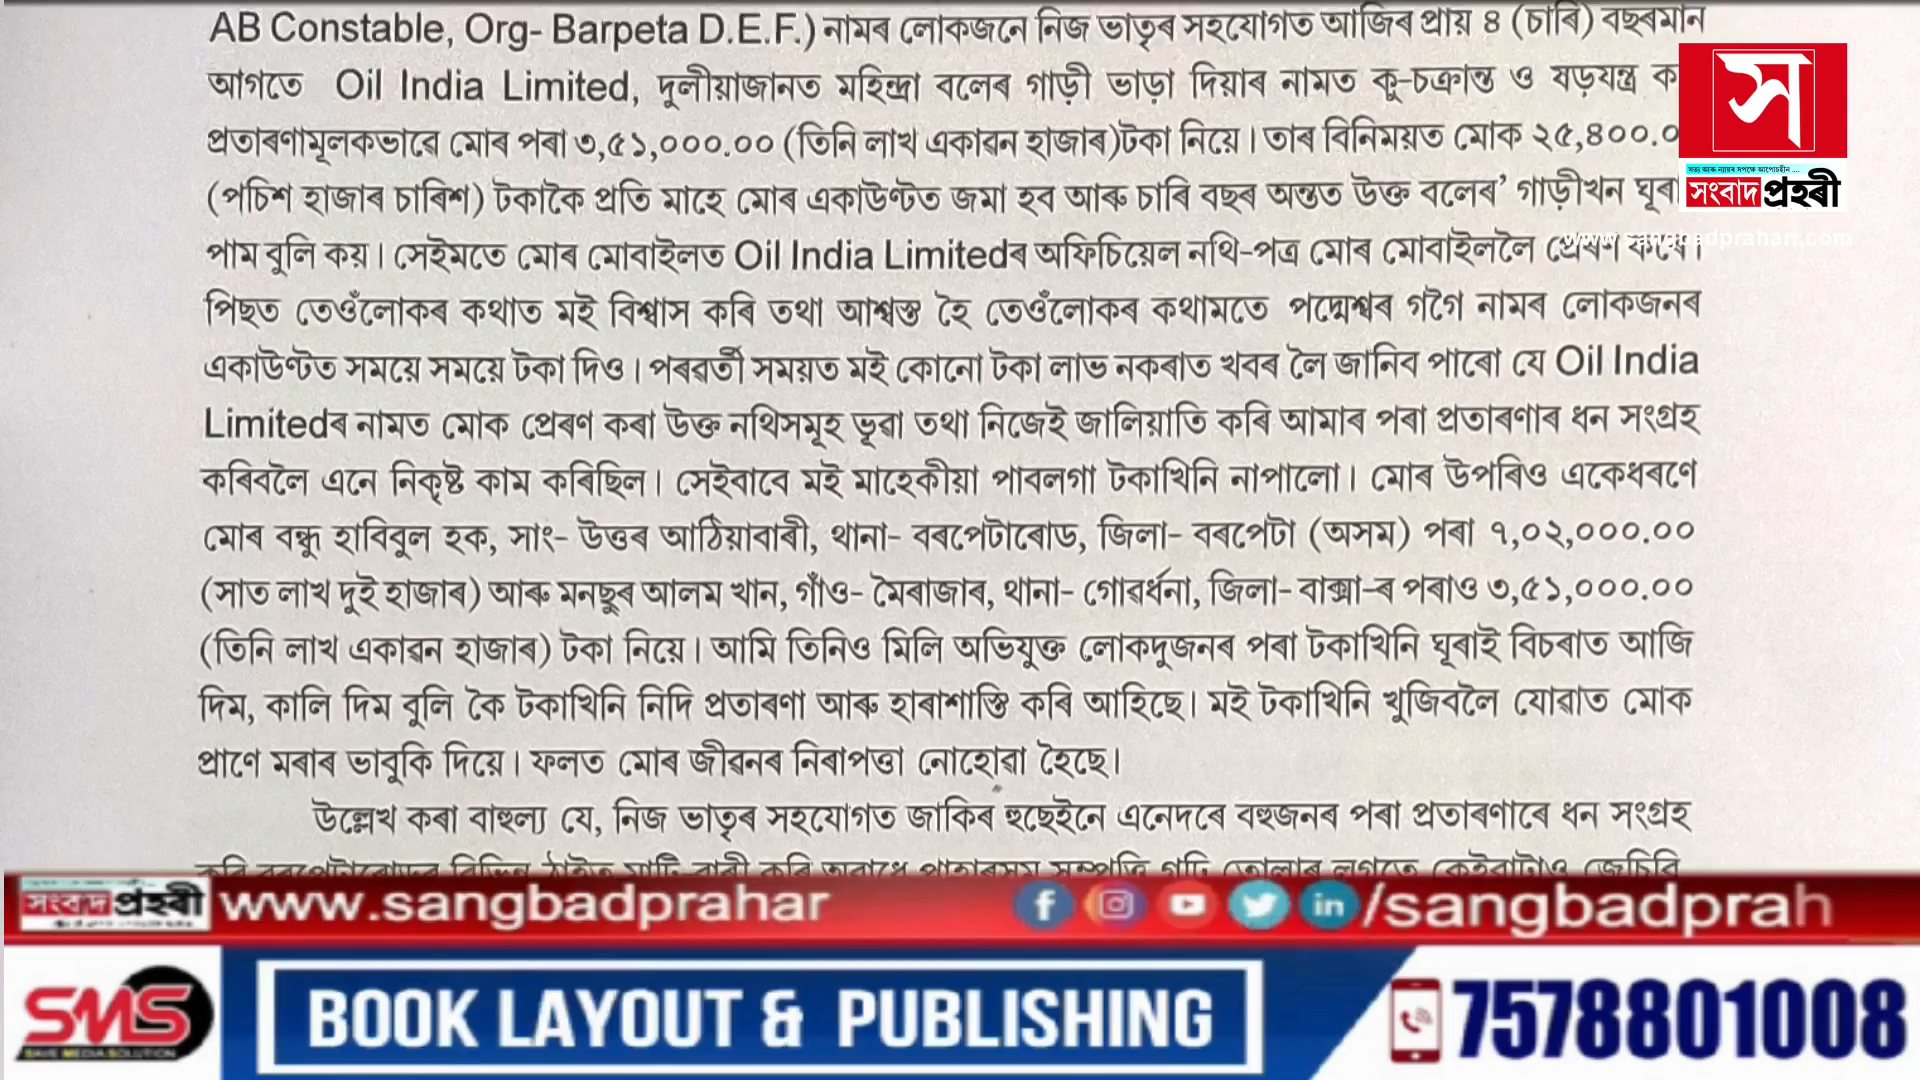 AB Constable, Org- Barpeta D.E.F.) নামৰ লোকজনে নিজ ভাতৃৰ সহযোগত আজিৰ প্ৰায় ৪ (চাৰি) বছৰমান
আগতে Oil India Limited, দুলীয়াজানত মহিন্দ্ৰা বলেৰ গাড়ী ভাড়া দিয়াৰ নামত কু-চক্ৰান্ত ও ষড়যন্ত্ৰ ক
প্ৰতাৰণামূলকভাৱে মোৰ পৰা ৩,৫১,০০০.০০ (তিনি লাখ একাৱন হাজাৰ)টকা নিয়ে। তাৰ বিনিময়ত মোক ২৫,৪০০.০
(পচিশ হাজাৰ চাৰিশ) টকাকৈ প্ৰতি মাহে মোৰ একাউণ্টত জমা হব আৰু চাৰি বছৰ অন্তত উক্ত বলেৰ’ গাড়ীখন ঘূৰা
পাম বুলি কয়। সেইমতে মোৰ মোবাইলত Oil India Limitedৰ অফিচিয়েল নথি-পত্ৰ মোৰ মোবাইললৈ প্ৰেৰণ কৰে।
পিছত তেওঁলোকৰ কথাত মই বিশ্বাস কৰি তথা আশ্বস্ত হৈ তেওঁলোকৰ কথামতে পদ্মেশ্বৰ গগৈ নামৰ লোকজনৰ
একাউণ্টত সময়ে সময়ে টকা দিও। পৰৱৰ্তী সময়ত মই কোনো টকা লাভ নকৰাত খবৰ লৈ জানিব পাৰো যে Oil India
Limitedৰ নামত মোক প্ৰেৰণ কৰা উক্ত নথিসমূহ ভূৱা তথা নিজেই জালিয়াতি কৰি আমাৰ পৰা প্ৰতাৰণাৰ ধন সংগ্ৰহ
কৰিবলৈ এনে নিকৃষ্ট কাম কৰিছিল। সেইবাবে মই মাহেকীয়া পাবলগা টকাখিনি নাপালো। মোৰ উপৰিও একেধৰণে
মোৰ বন্ধু হাবিবুল হক, সাং- উত্তৰ আঠিয়াবাৰী, থানা- বৰপেটাৰোড, জিলা- বৰপেটা (অসম) পৰা ৭,০২,০০০.০০
(সাত লাখ দুই হাজাৰ) আৰু মনছুৰ আলম খান, গাঁও- মৈৰাজাৰ, থানা- গোৱৰ্ধনা, জিলা- বাক্সা-ৰ পৰাও ৩,৫১,০০০.০০
(তিনি লাখ একাৱন হাজাৰ) টকা নিয়ে। আমি তিনিও মিলি অভিযুক্ত লোকদুজনৰ পৰা টকাখিনি ঘূৰাই বিচৰাত আজি
দিম, কালি দিম বুলি কৈ টকাখিনি নিদি প্ৰতাৰণা আৰু হাৰাশাস্তি কৰি আহিছে। মই টকাখিনি খুজিবলৈ যোৱাত মোক
প্ৰাণে মৰাৰ ভাবুকি দিয়ে। ফলত মোৰ জীৱনৰ নিৰাপত্তা নোহোৱা হৈছে।
উল্লেখ কৰা বাহুল্য যে, নিজ ভাতৃৰ সহযোগত জাকিৰ হুছেইনে এনেদৰে বহুজনৰ পৰা প্ৰতাৰণাৰে ধন সংগ্ৰহ
স
সংবাদ প্ৰহৰী
www.sangbadprahari.com
সংবাদ প্ৰহৰী www.sangbadprahar /sangbadprah
SMS
SAVE MEDIA SOLUTION
BOOK LAYOUT & PUBLISHING
7578801008